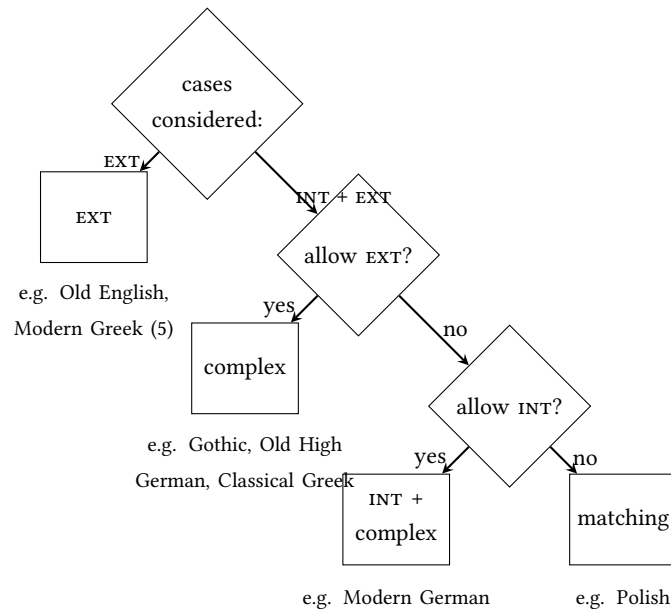 cases
considered:
EXT
INT + EXT
EXT
allow EXT?
e.g. Old English,
Modern Greek (5)
yes
no
complex
allow INT?
e.g. Gothic, Old High
German, Classical Greek
yes
no
INT +
complex
matching
e.g. Modern German
e.g. Polish